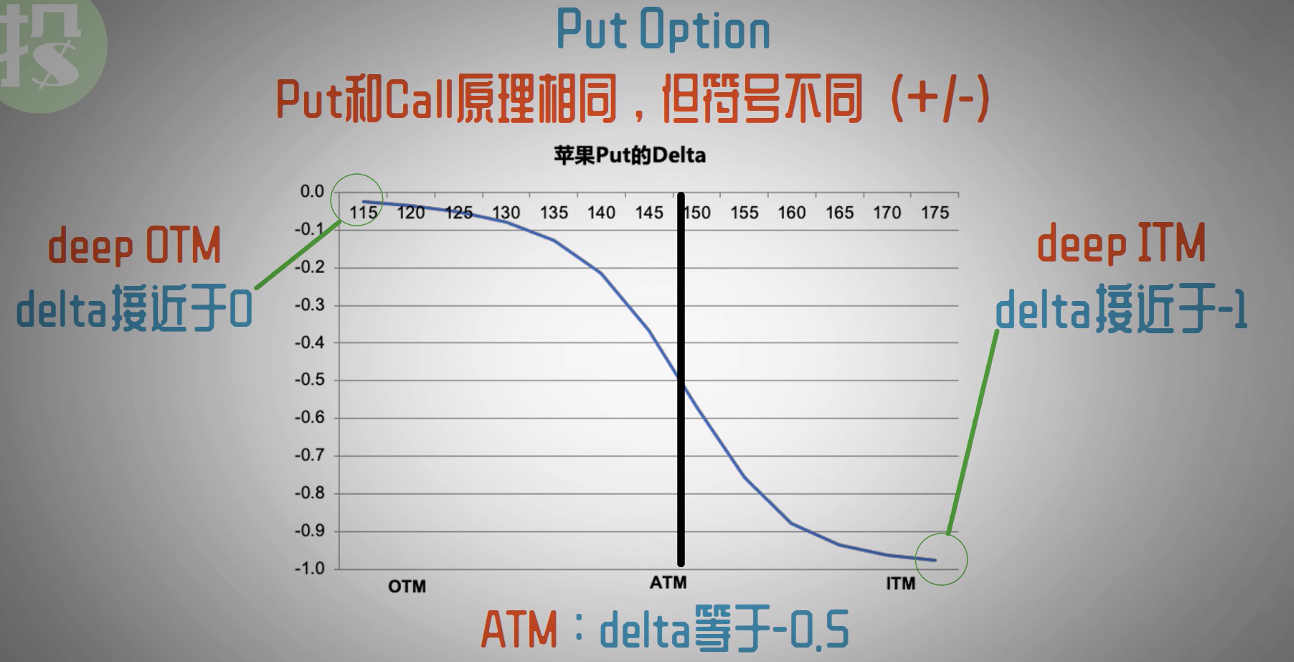 投$
Put Option
Put和Call原理相同，但符号不同（+/-）
苹果Put的Delta
0.0
115 120 125 130 135 140 145 150 155 160 165 170 175
-0.1
-0.2
-0.3
-0.4
-0.5
-0.6
-0.7
-0.8
-0.9
-1.0
deep OTM
delta接近于0
deep ITM
delta接近于-1
OTM ATM ITM
ATM：delta等于-0.5